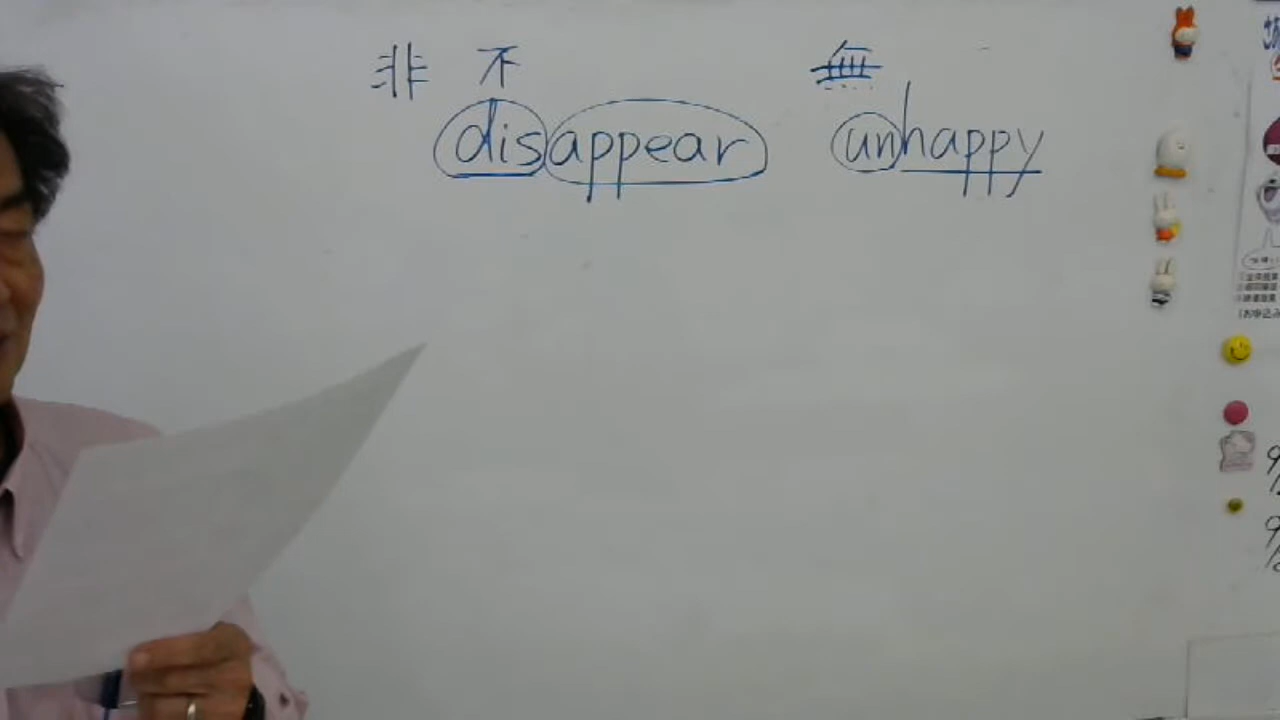 非 不 無
disappear unhappy